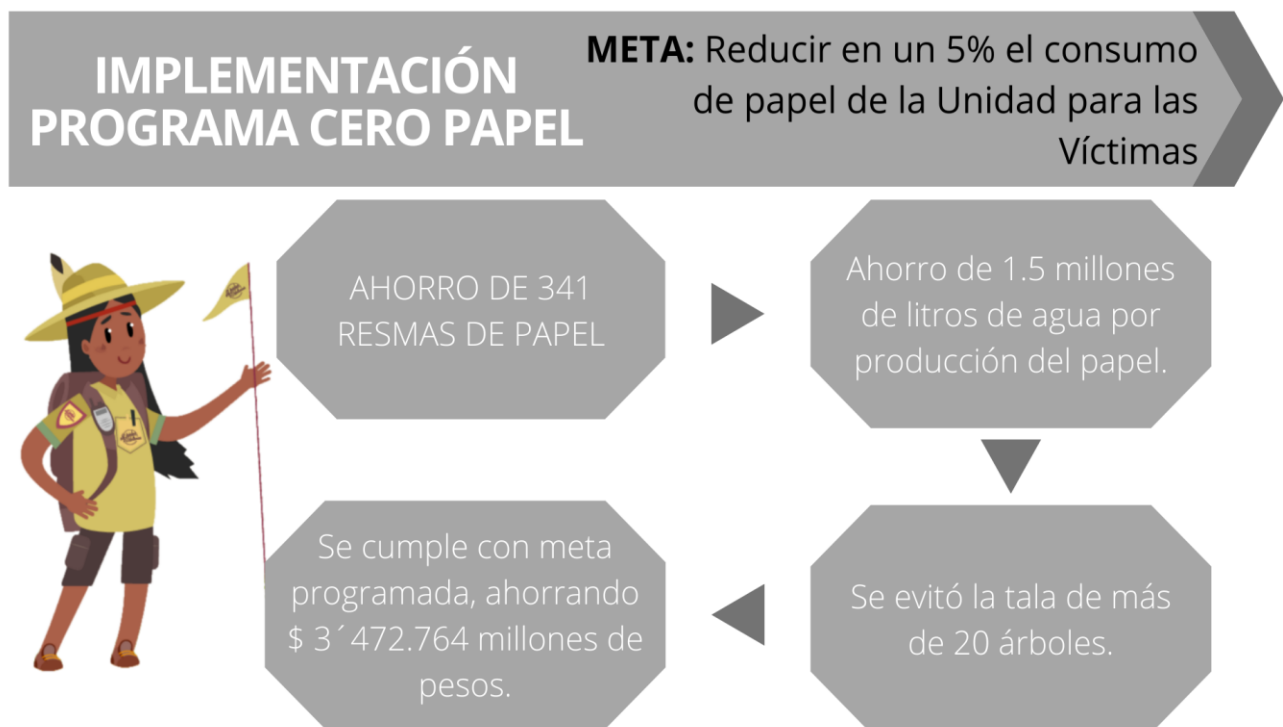 IMPLEMENTACIÓN
PROGRAMA CERO PAPEL
META: Reducir en un 5% el consumo
de papel de la Unidad para las
Víctimas
AHORRO DE 341
RESMAS DE PAPEL
Ahorro de 1.5 millones
de litros de agua por
producción del papel.
Se evitó la tala de más
de 20 árboles.
Se cumple con meta
programada, ahorrando
$ 3´472.764 millones de
pesos.